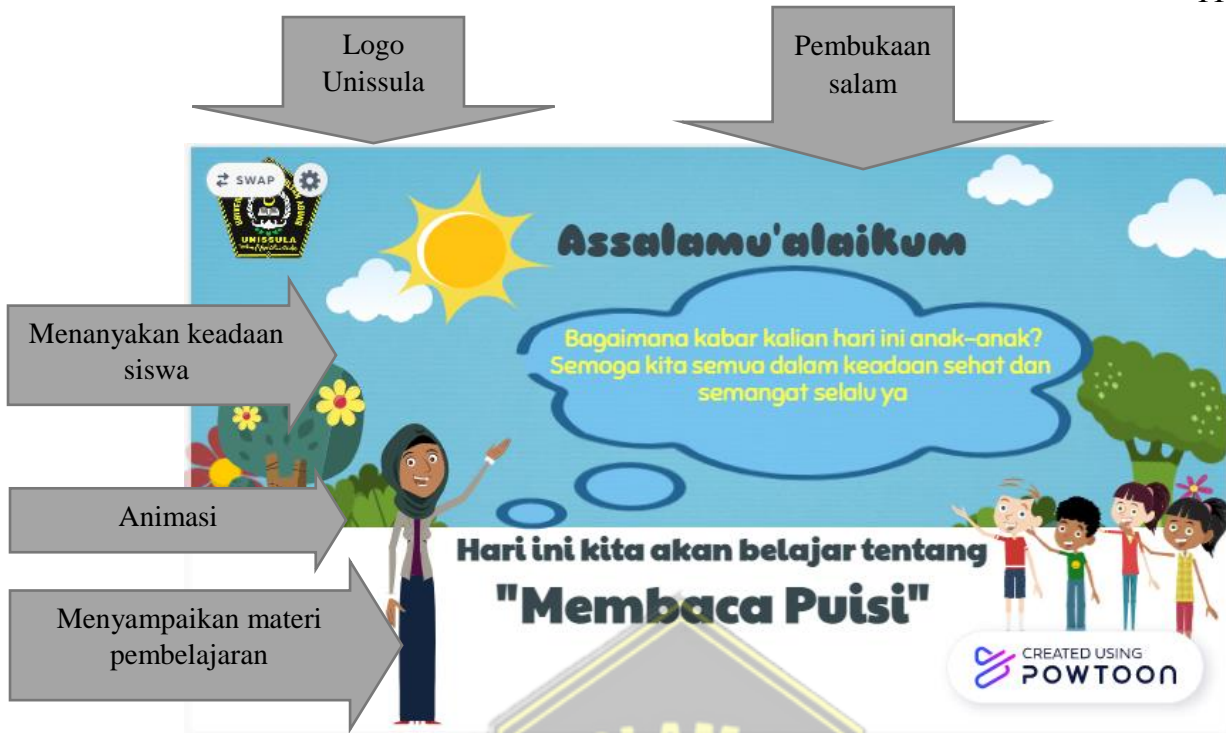 Logo
Unissula
Pembukaan
salam
SWAP
UNISSULA
Assalamu'alaikum
Menanyakan keadaan
siswa
Bagaimana kabar kalian hari ini anak-anak?
Semoga kita semua dalam keadaan sehat dan
semangat selalu ya
Animasi
Hari ini kita akan belajar tentang
"Membaca Puisi"
Menyampaikan materi
pembelajaran
CREATED USING
POWTOON